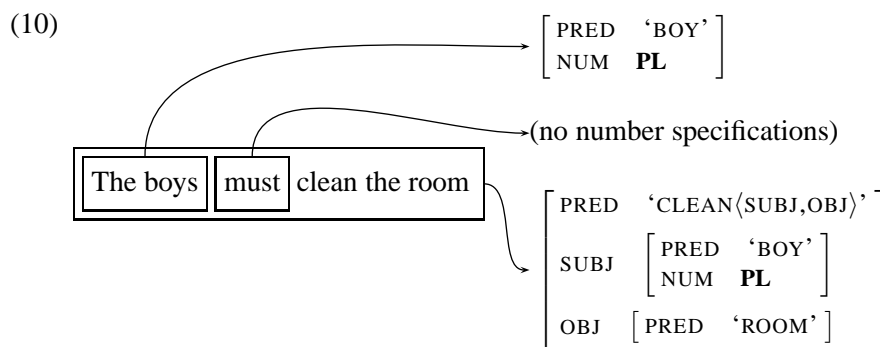 (10)
PRED ‘BOY’
NUM PL
(no number specifications)
The boys must clean the room
PRED ‘CLEAN⟨SUBJ,OBJ⟩’
SUBJ [ PRED ‘BOY’
NUM PL ]
OBJ [ PRED ‘ROOM’ ]